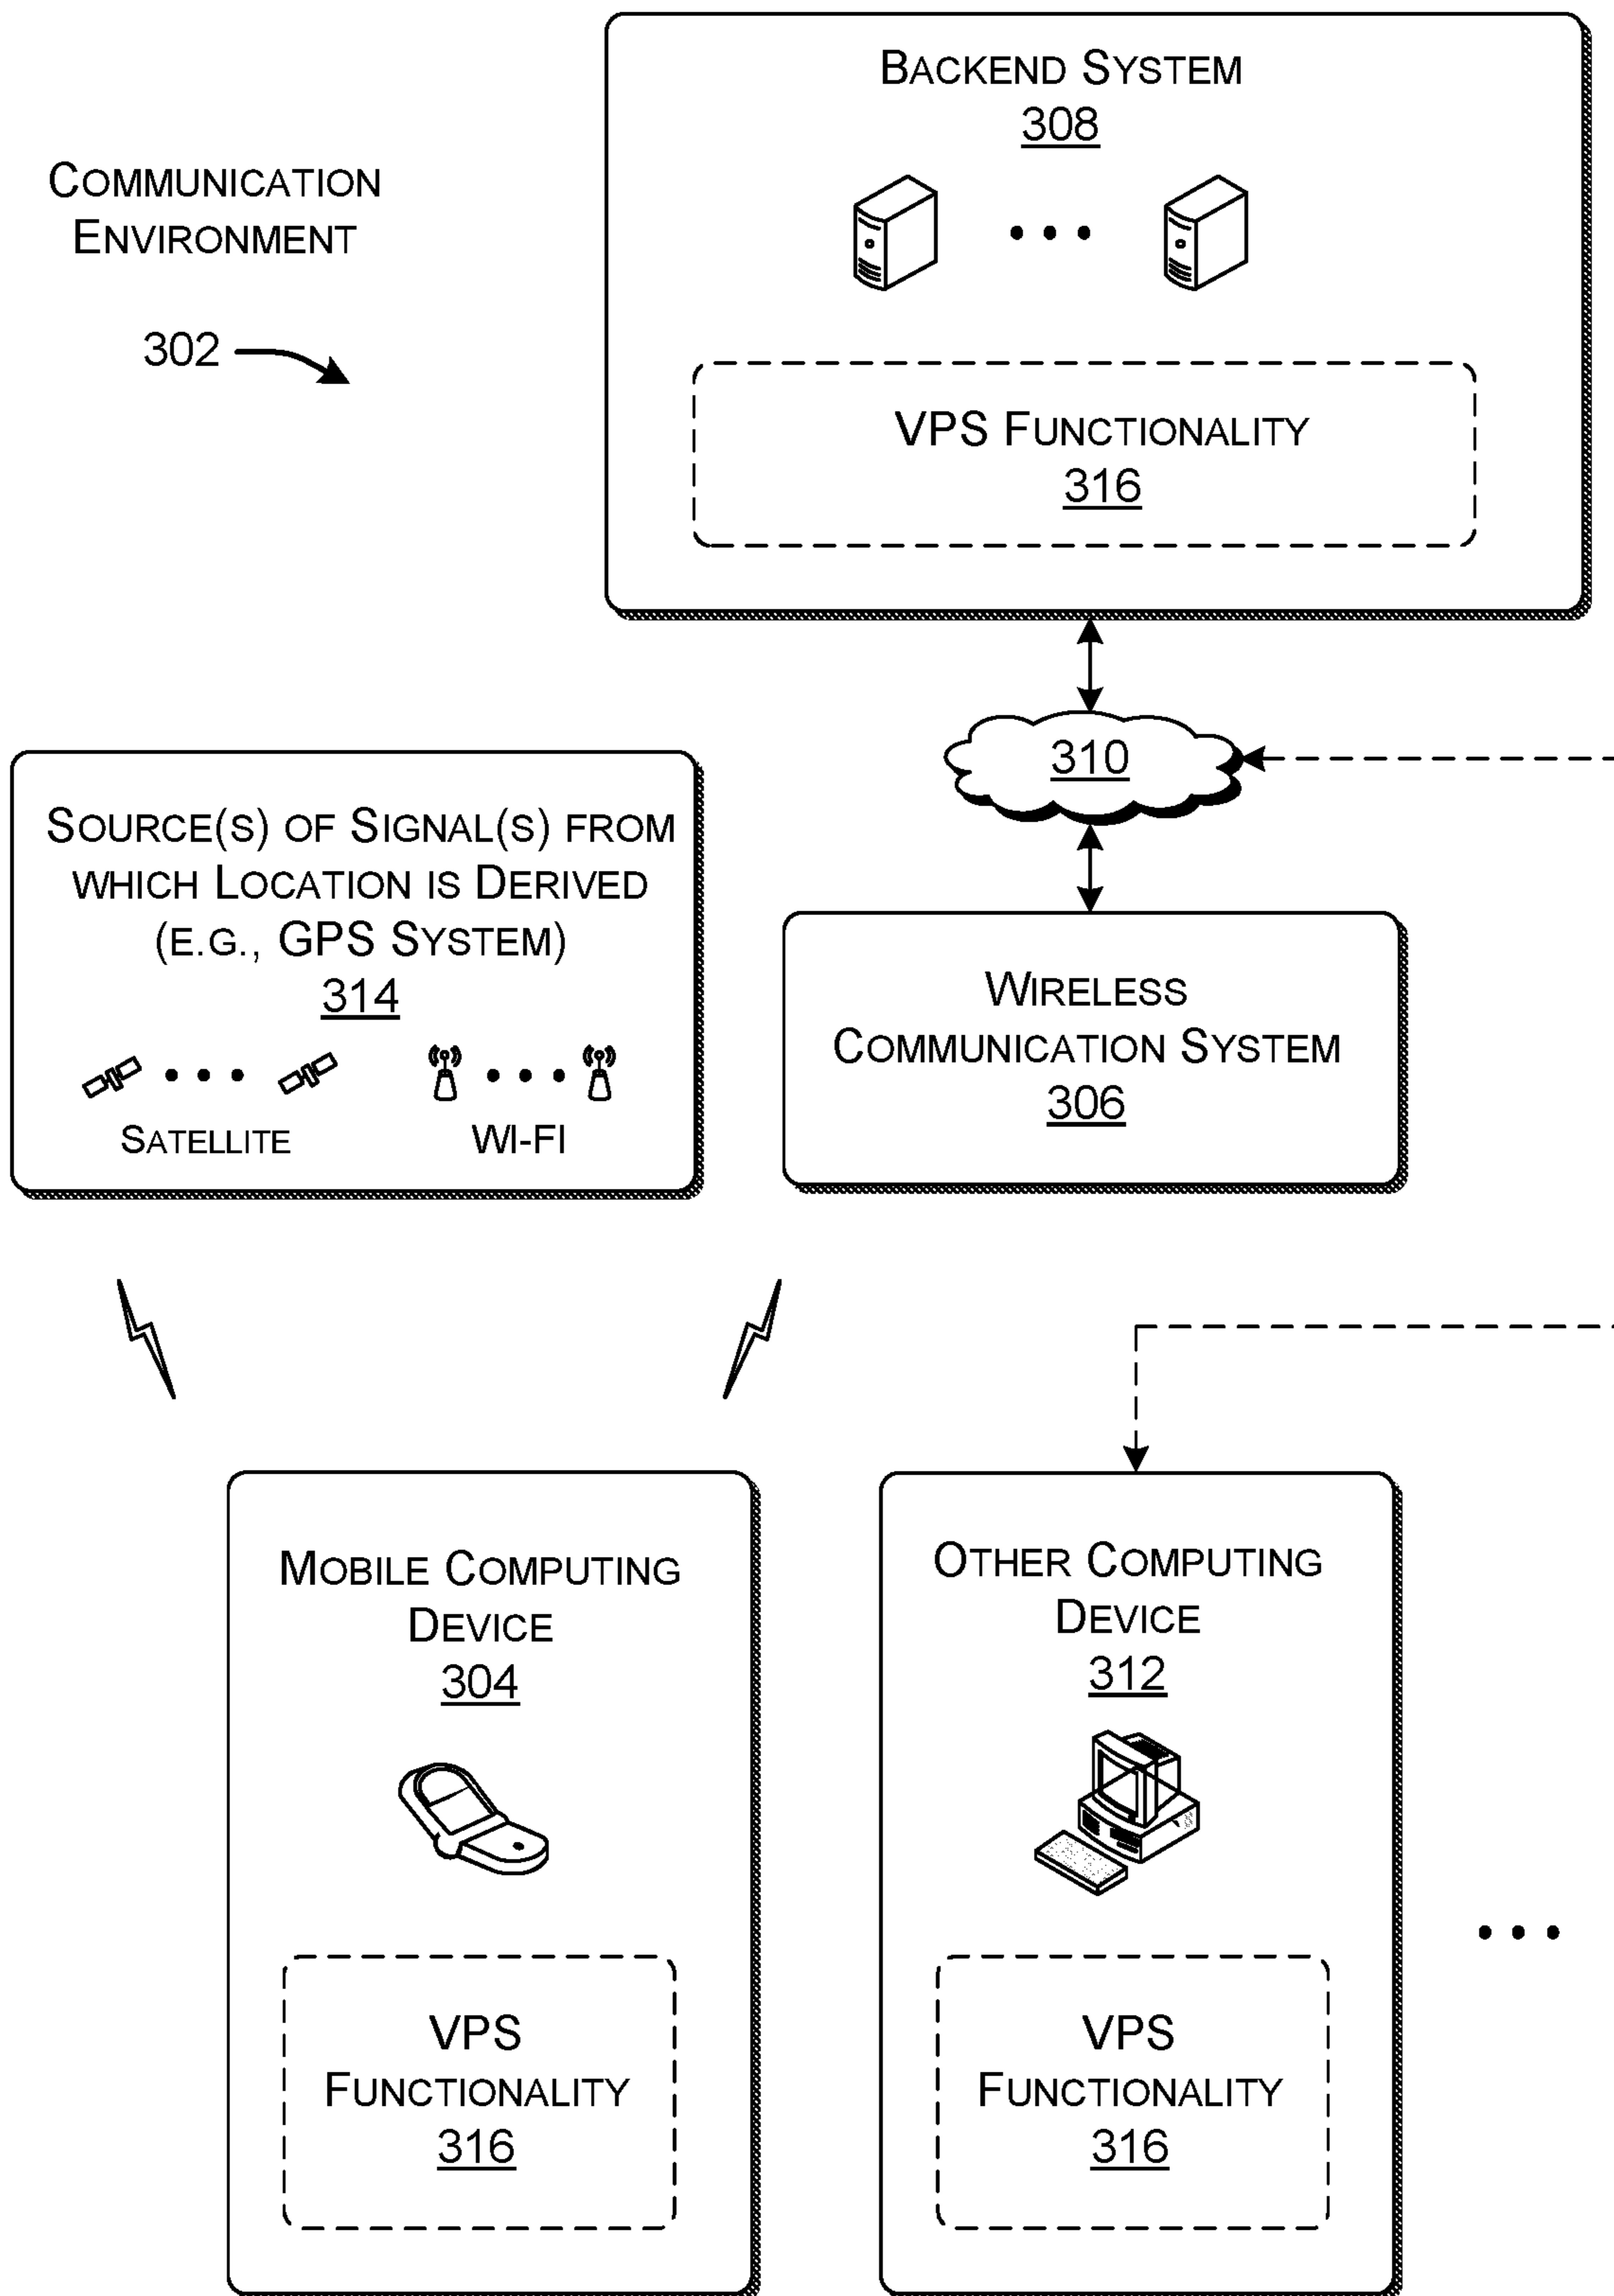 BACKEND SYSTEM
308
COMMUNICATION
ENVIRONMENT
302
VPS FUNCTIONALITY
316
310
SOURCE(S) OF SIGNAL(S) FROM
WHICH LOCATION IS DERIVED
(E.G., GPS SYSTEM)
314
SATELLITE
WI-FI
WIRELESS
COMMUNICATION SYSTEM
306
MOBILE COMPUTING
DEVICE
304
VPS
FUNCTIONALITY
316
OTHER COMPUTING
DEVICE
312
VPS
FUNCTIONALITY
316